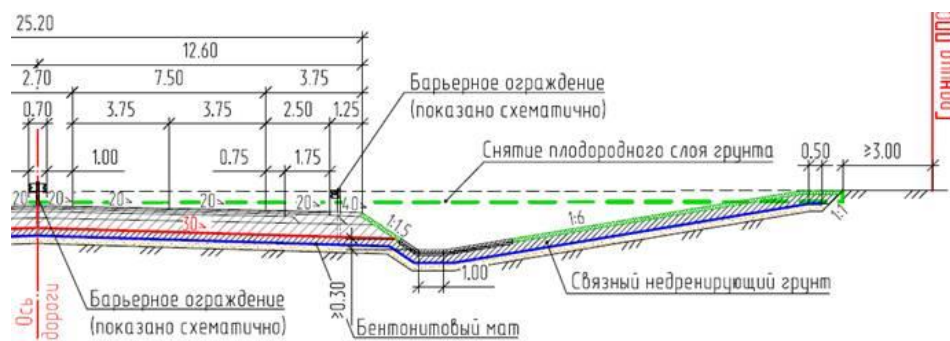 25.20
12.60
2.70 7.50 3.75
0.70 3.75 3.75 2.50 1.25
1.00 0.75 1.75
Барьерное ограждение
(показано схематично)
Снятие плодородного слоя грунта
0.50
≥3.00
Граница
20 20 20 20 20 40
1:1,5
1:6
1:1
30
1.00
Связный недренирующий грунт
≥0.30
Ось
дороги
Барьерное ограждение
(показано схематично)
Бентонитовый мат